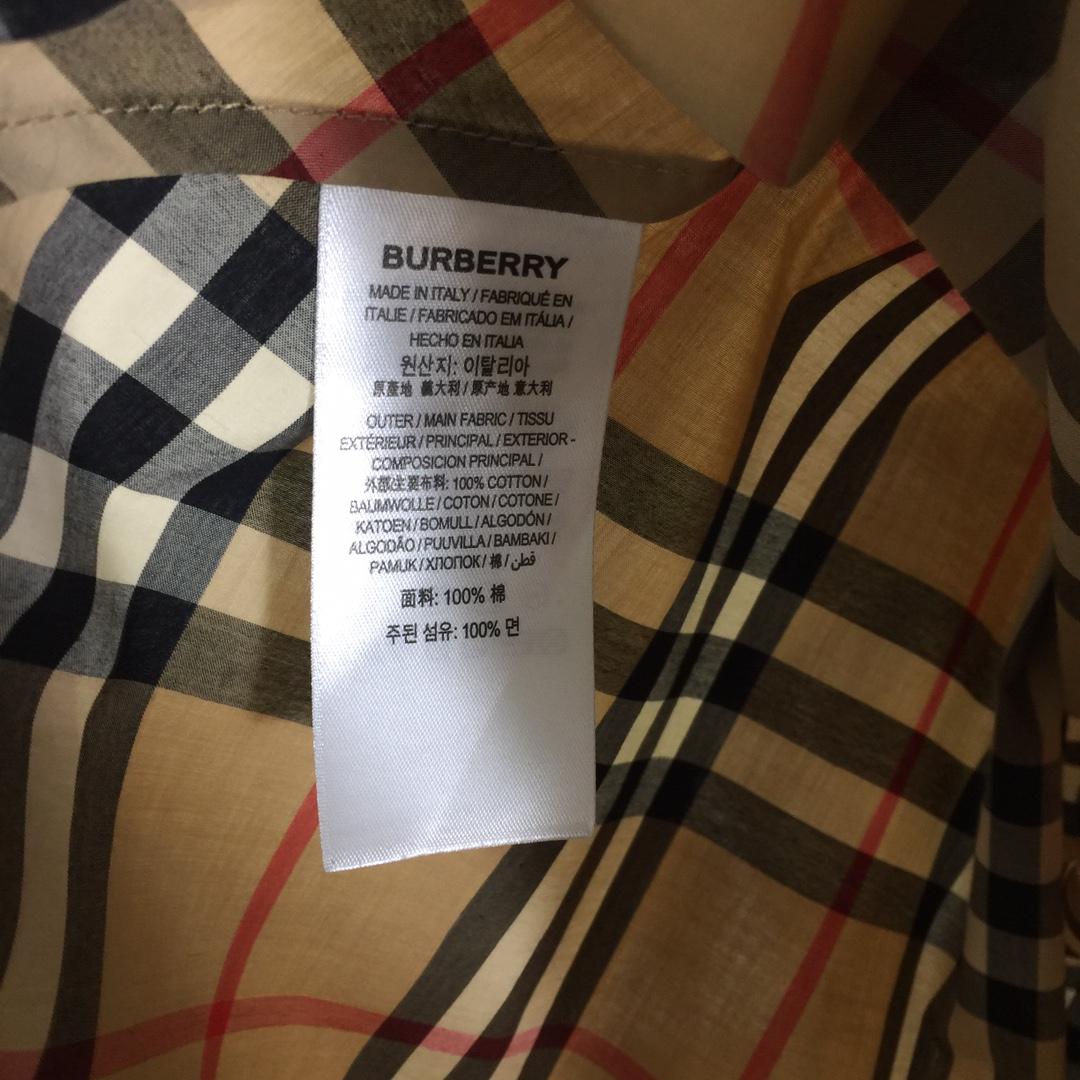 BURBERRY
MADE IN ITALY / FABRIQUÉ EN
ITALIE / FABRICADO EM ITÁLIA /
HECHO EN ITALIA
원산지: 이탈리아
原產地 義大利 / 原产地 意大利
OUTER / MAIN FABRIC / TISSU
EXTÉRIEUR / PRINCIPAL / EXTERIOR -
COMPOSICION PRINCIPAL /
外部/主要布料: 100% COTTON /
BAUMWOLLE / COTON / COTONE /
KATOEN / BOMULL / ALGODÓN /
ALGODÃO / PUUVILLA / ΒΑΜΒΑΚΙ /
PAMUK / ХЛОПОК / 棉 / قطن
面料: 100% 棉
주된 섬유: 100% 면